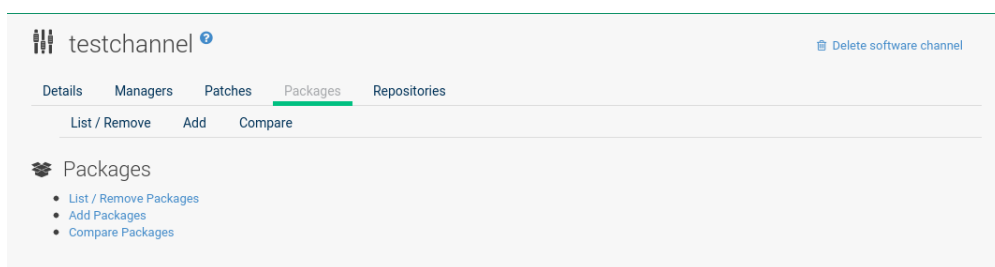 testchannel ?
Delete software channel
Details Managers Patches Packages Repositories
List / Remove Add Compare
Packages
List / Remove Packages
Add Packages
Compare Packages